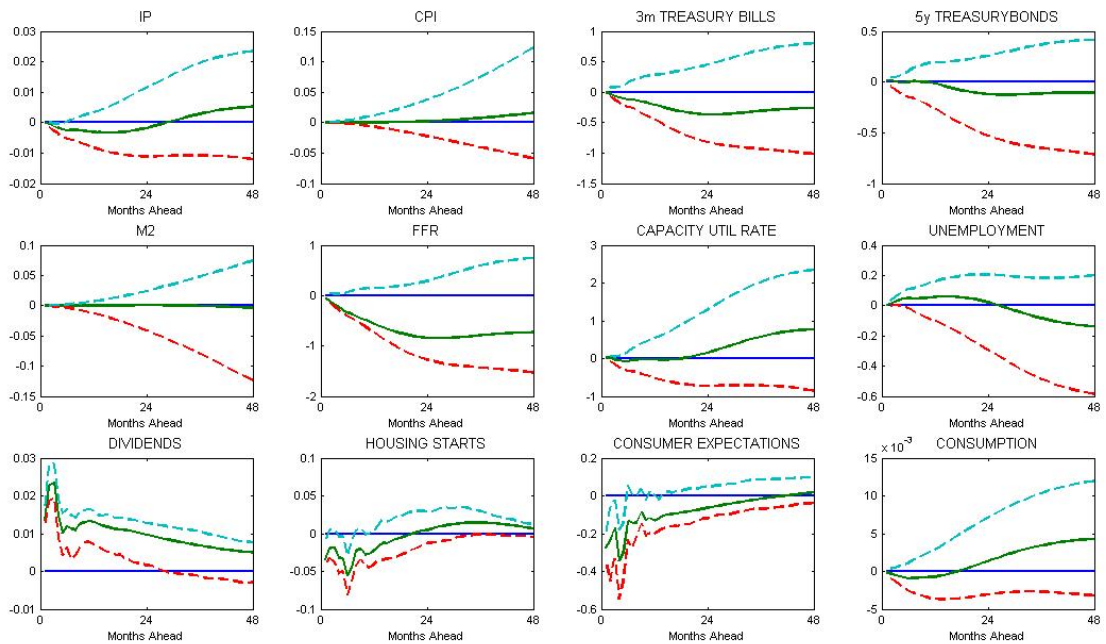 IP
0.03
0.02
0.01
0
-0.01
-0.02
0 24 48
Months Ahead
CPI
0.15
0.1
0.05
0
-0.05
-0.1
0 24 48
Months Ahead
3m TREASURY BILLS
1
0.5
0
-0.5
-1
-1.5
0 24 48
Months Ahead
5y TREASURYBONDS
0.5
0
-0.5
-1
0 24 48
Months Ahead
M2
0.1
0.05
0
-0.05
-0.1
-0.15
0 24 48
Months Ahead
FFR
1
0
-1
-2
0 24 48
Months Ahead
CAPACITY UTIL RATE
3
2
1
0
-1
0 24 48
Months Ahead
UNEMPLOYMENT
0.4
0.2
0
-0.2
-0.4
-0.6
0 24 48
Months Ahead
DIVIDENDS
0.03
0.02
0.01
0
-0.01
0 24 48
Months Ahead
HOUSING STARTS
0.1
0.05
0
-0.05
-0.1
0 24 48
Months Ahead
CONSUMER EXPECTATIONS
0.2
0
-0.2
-0.4
-0.6
0 24 48
Months Ahead
x 10⁻³ CONSUMPTION
15
10
5
0
-5
0 24 48
Months Ahead